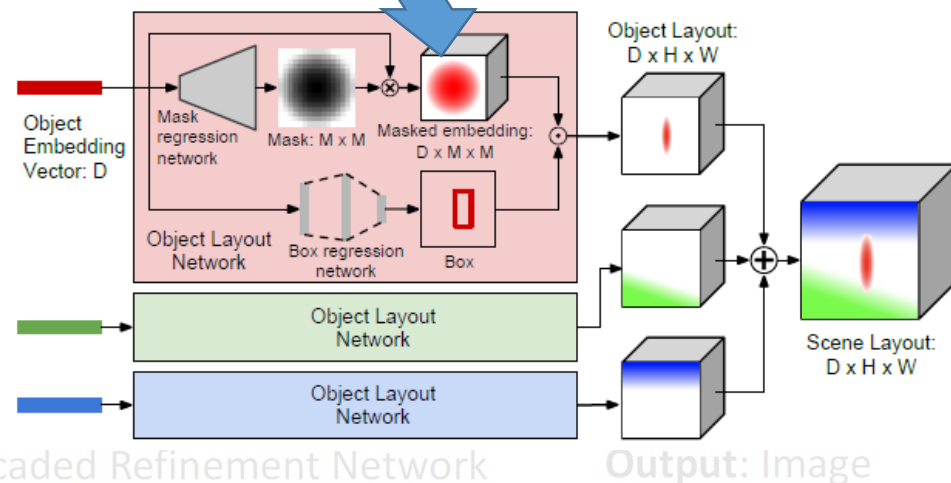 Object Layout:
D x H x W
Object
Embedding
Vector: D
Mask
regression
network
Mask: M x M
Masked embedding:
D x M x M
Object Layout
Network
Box regression
network
Box
Object Layout
Network
Scene Layout:
D x H x W
Object Layout
Network
caded Refinement Network
Output: Image